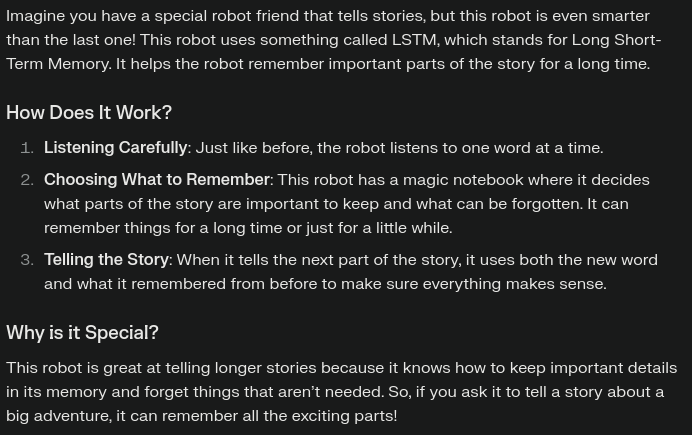 Imagine you have a special robot friend that tells stories, but this robot is even smarter
than the last one! This robot uses something called LSTM, which stands for Long Short-
Term Memory. It helps the robot remember important parts of the story for a long time.
How Does It Work?
1. Listening Carefully: Just like before, the robot listens to one word at a time.
2. Choosing What to Remember: This robot has a magic notebook where it decides
what parts of the story are important to keep and what can be forgotten. It can
remember things for a long time or just for a little while.
3. Telling the Story: When it tells the next part of the story, it uses both the new word
and what it remembered from before to make sure everything makes sense.
Why is it Special?
This robot is great at telling longer stories because it knows how to keep important details
in its memory and forget things that aren't needed. So, if you ask it to tell a story about a
big adventure, it can remember all the exciting parts!